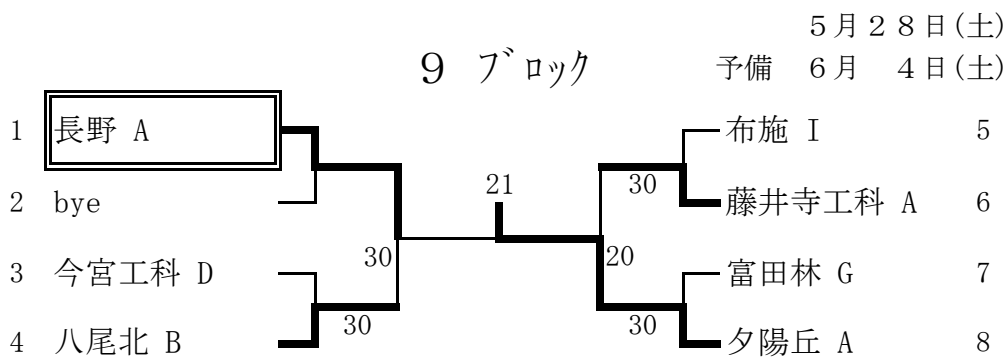 ５月２８日(土)
9 ブロック
予備 ６月 ４日(土)
1 長野 A
布施 I 5
2 bye
21
30
藤井寺工科 A 6
3 今宮工科 D
30
20
富田林 G 7
4 八尾北 B
30
30
夕陽丘 A 8